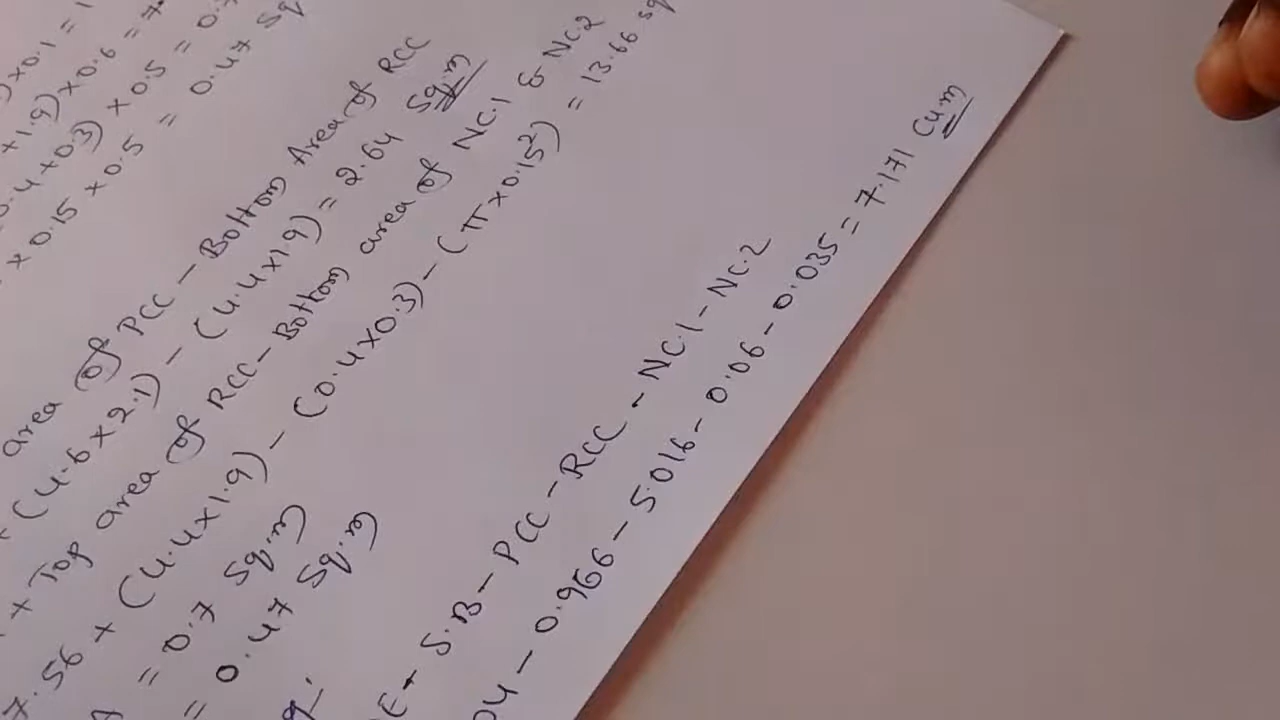 ) × 0.1 =
+ 1.9) × 0.6 = 7.
0.4 × 0.3) × 0.5 = 0.
× 0.15 × 0.5 = 0.47 Sq
area of PCC - Bottom Area of RCC
(4.6 × 2.1) - (4.4 × 1.9) = 2.64 Sq.m
+ Top area of RCC - Bottom area of NC.1 & NC.2
7.56 + (4.4 × 1.9) - (0.4 × 0.3) - (π × 0.15²) = 13.66 sq
= 0.7 Sq.m
= 0.47 Sq.m
E - S.B - PCC - RCC - NC.1 - NC.2
04 - 0.966 - 5.016 - 0.06 - 0.035 = 7.171 Cu.m